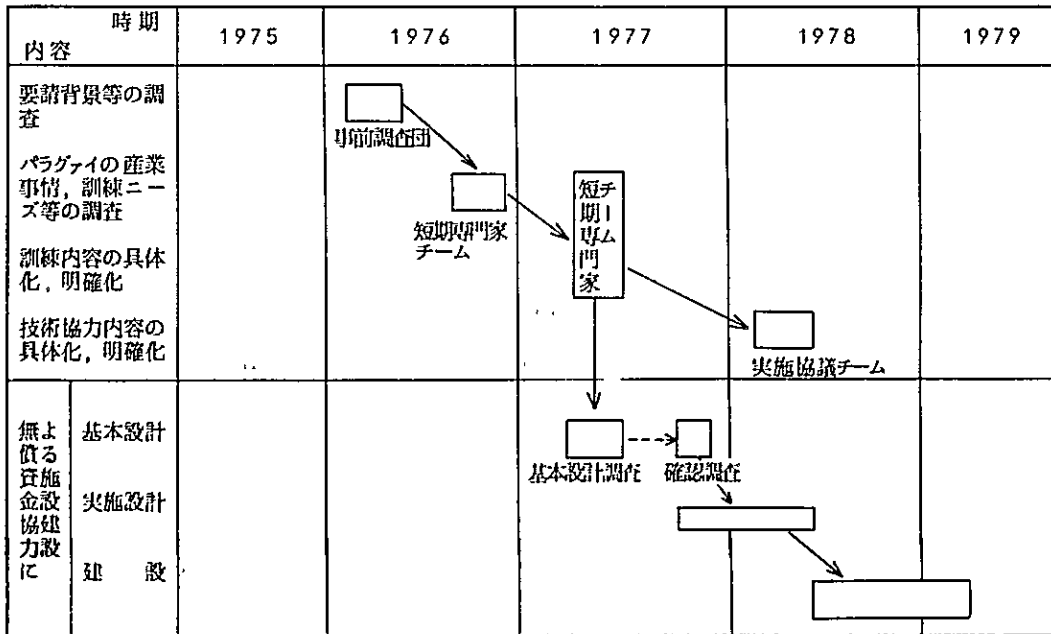 時期
内容
1975
1976
1977
1978
1979
要請背景等の調
査
事前調査団
パラグァイの産業
事情，訓練ニー
ズ等の調査
短期専門家
チーム
短期専門家
チーム
訓練内容の具体
化，明確化
技術協力内容の
具体化，明確化
実施協議チーム
無償資金協力に
よる施設建設
基本設計
基本設計調査
確認調査
実施設計
建設